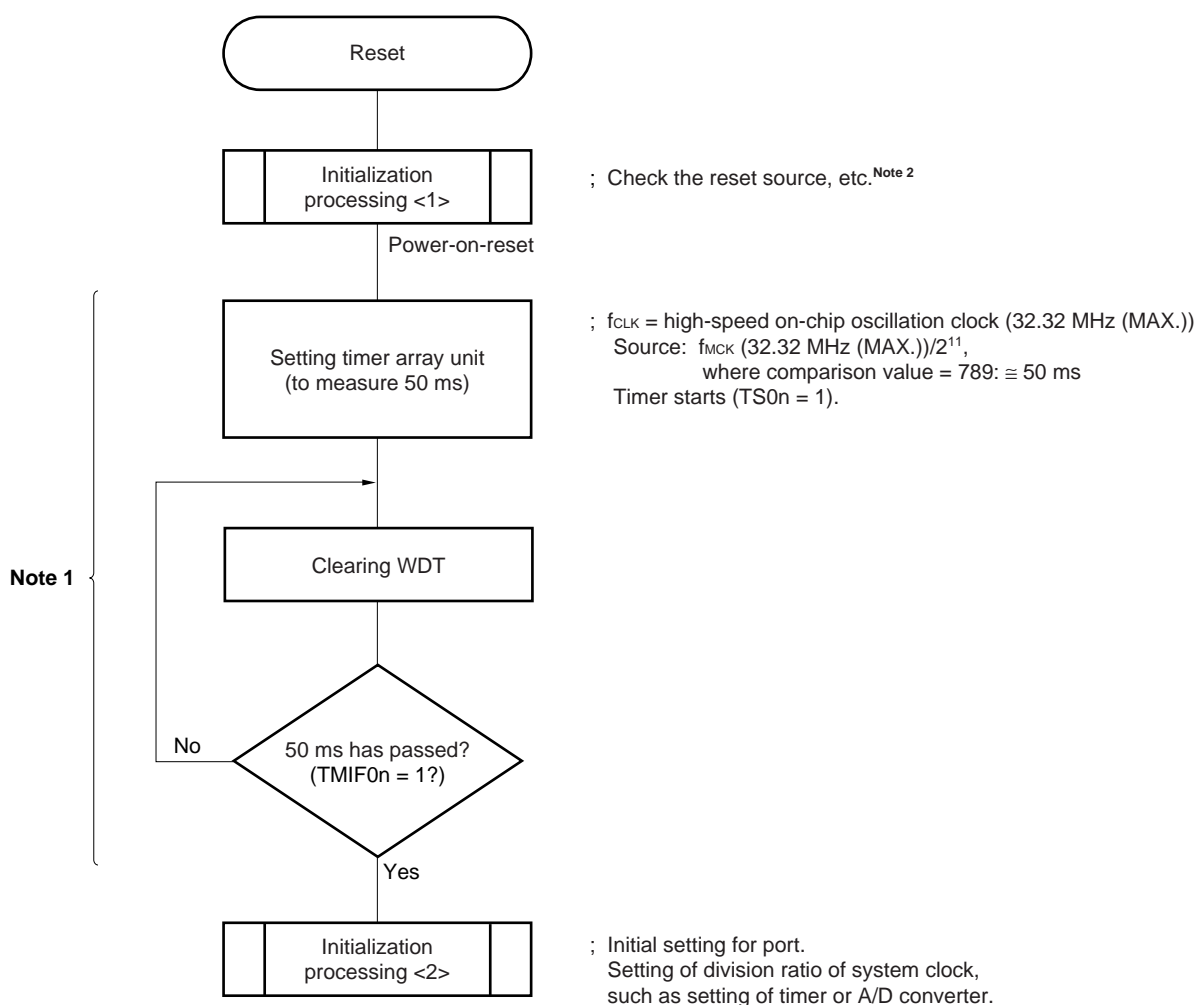 Reset
Initialization
processing <1>
; Check the reset source, etc.Note 2
Power-on-reset
Setting timer array unit
(to measure 50 ms)
; fCLK = high-speed on-chip oscillation clock (32.32 MHz (MAX.))
Source: fMCK (32.32 MHz (MAX.))/2¹¹,
where comparison value = 789: ≅ 50 ms
Timer starts (TS0n = 1).
Note 1
Clearing WDT
No
50 ms has passed?
(TMIF0n = 1?)
Yes
Initialization
processing <2>
; Initial setting for port.
Setting of division ratio of system clock,
such as setting of timer or A/D converter.